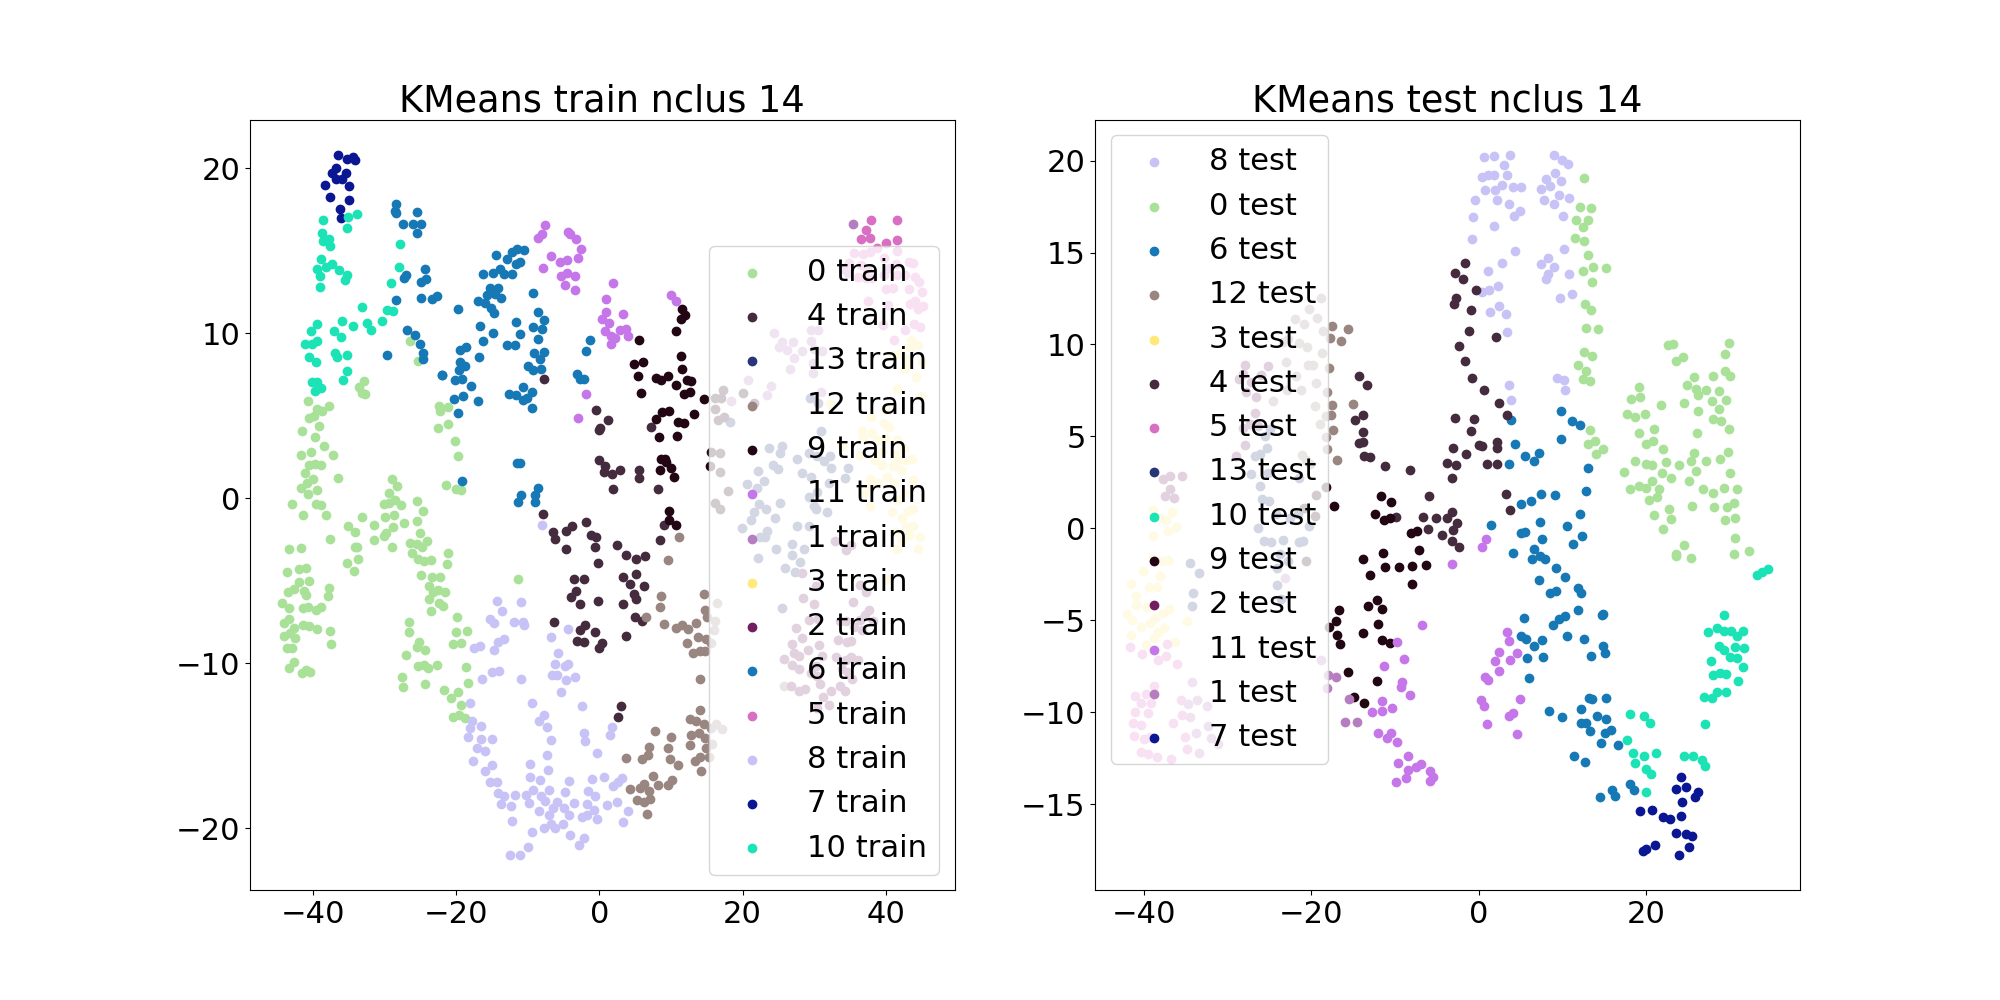 KMeans train nclus 14
20
10
0
−10
−20
−40
−20
0
20
40
0 train
4 train
13 train
12 train
9 train
11 train
1 train
3 train
2 train
6 train
5 train
8 train
7 train
10 train
KMeans test nclus 14
20
15
10
5
0
−5
−10
−15
−40
−20
0
20
8 test
0 test
6 test
12 test
3 test
4 test
5 test
13 test
10 test
9 test
2 test
11 test
1 test
7 test